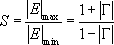 S = |E|max / |E|min = 1 + |Γ| / 1 − |Γ|